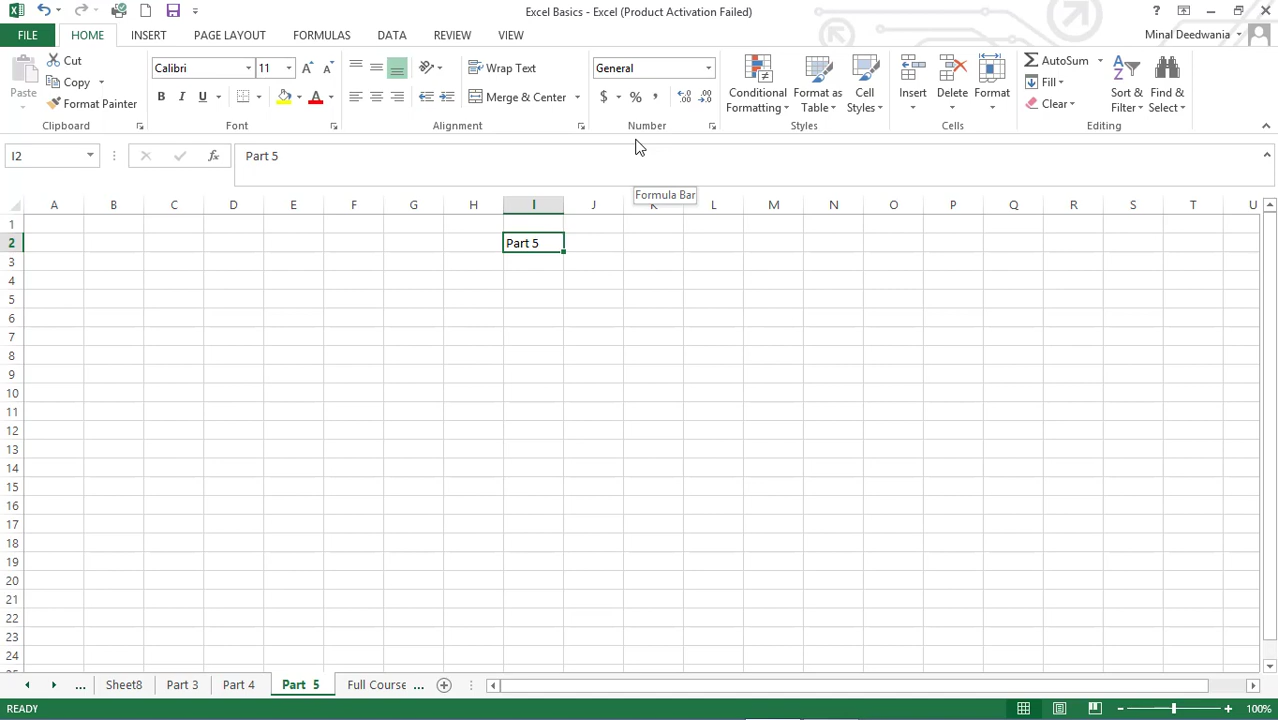 Excel Basics - Excel (Product Activation Failed)
?
FILE HOME INSERT PAGE LAYOUT FORMULAS DATA REVIEW VIEW
Minal Deedwania
Paste
Cut
Copy
Format Painter
Clipboard
Calibri 11
B I U
Font
Wrap Text
Merge & Center
Alignment
General
$ % ,
Number
Conditional Formatting
Format as Table
Cell Styles
Styles
Insert
Delete
Format
Cells
AutoSum
Fill
Clear
Sort & Filter
Find & Select
Editing
I2
fx
Part 5
Formula Bar
A B C D E F G H I J K L M N O P Q R S T U
1
2 Part 5
3
4
5
6
7
8
9
10
11
12
13
14
15
16
17
18
19
20
21
22
23
24
... Sheet8 Part 3 Part 4 Part 5 Full Course ...
READY
100%